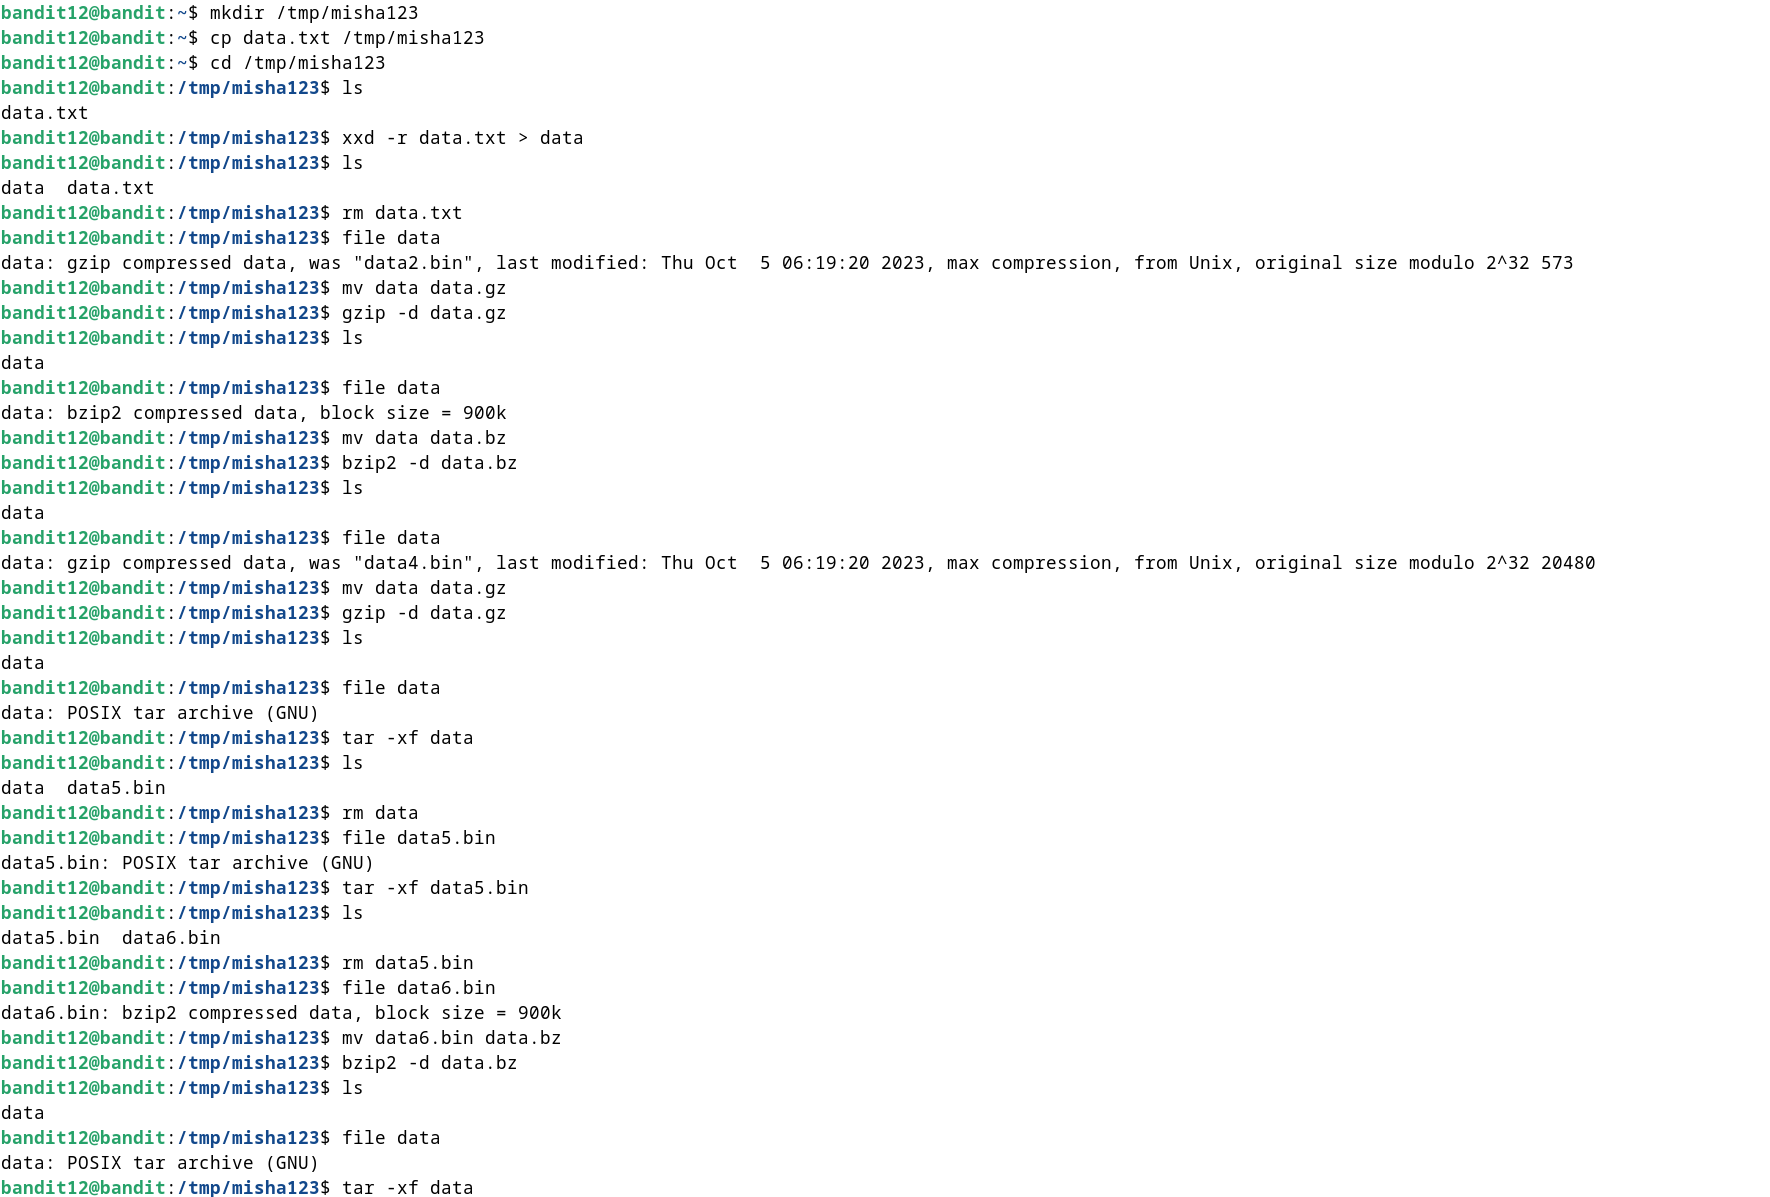 bandit12@bandit:~$ mkdir /tmp/misha123
bandit12@bandit:~$ cp data.txt /tmp/misha123
bandit12@bandit:~$ cd /tmp/misha123
bandit12@bandit:/tmp/misha123$ ls
data.txt
bandit12@bandit:/tmp/misha123$ xxd -r data.txt > data
bandit12@bandit:/tmp/misha123$ ls
data  data.txt
bandit12@bandit:/tmp/misha123$ rm data.txt
bandit12@bandit:/tmp/misha123$ file data
data: gzip compressed data, was "data2.bin", last modified: Thu Oct  5 06:19:20 2023, max compression, from Unix, original size modulo 2^32 573
bandit12@bandit:/tmp/misha123$ mv data data.gz
bandit12@bandit:/tmp/misha123$ gzip -d data.gz
bandit12@bandit:/tmp/misha123$ ls
data
bandit12@bandit:/tmp/misha123$ file data
data: bzip2 compressed data, block size = 900k
bandit12@bandit:/tmp/misha123$ mv data data.bz
bandit12@bandit:/tmp/misha123$ bzip2 -d data.bz
bandit12@bandit:/tmp/misha123$ ls
data
bandit12@bandit:/tmp/misha123$ file data
data: gzip compressed data, was "data4.bin", last modified: Thu Oct  5 06:19:20 2023, max compression, from Unix, original size modulo 2^32 20480
bandit12@bandit:/tmp/misha123$ mv data data.gz
bandit12@bandit:/tmp/misha123$ gzip -d data.gz
bandit12@bandit:/tmp/misha123$ ls
data
bandit12@bandit:/tmp/misha123$ file data
data: POSIX tar archive (GNU)
bandit12@bandit:/tmp/misha123$ tar -xf data
bandit12@bandit:/tmp/misha123$ ls
data  data5.bin
bandit12@bandit:/tmp/misha123$ rm data
bandit12@bandit:/tmp/misha123$ file data5.bin
data5.bin: POSIX tar archive (GNU)
bandit12@bandit:/tmp/misha123$ tar -xf data5.bin
bandit12@bandit:/tmp/misha123$ ls
data5.bin  data6.bin
bandit12@bandit:/tmp/misha123$ rm data5.bin
bandit12@bandit:/tmp/misha123$ file data6.bin
data6.bin: bzip2 compressed data, block size = 900k
bandit12@bandit:/tmp/misha123$ mv data6.bin data.bz
bandit12@bandit:/tmp/misha123$ bzip2 -d data.bz
bandit12@bandit:/tmp/misha123$ ls
data
bandit12@bandit:/tmp/misha123$ file data
data: POSIX tar archive (GNU)
bandit12@bandit:/tmp/misha123$ tar -xf data